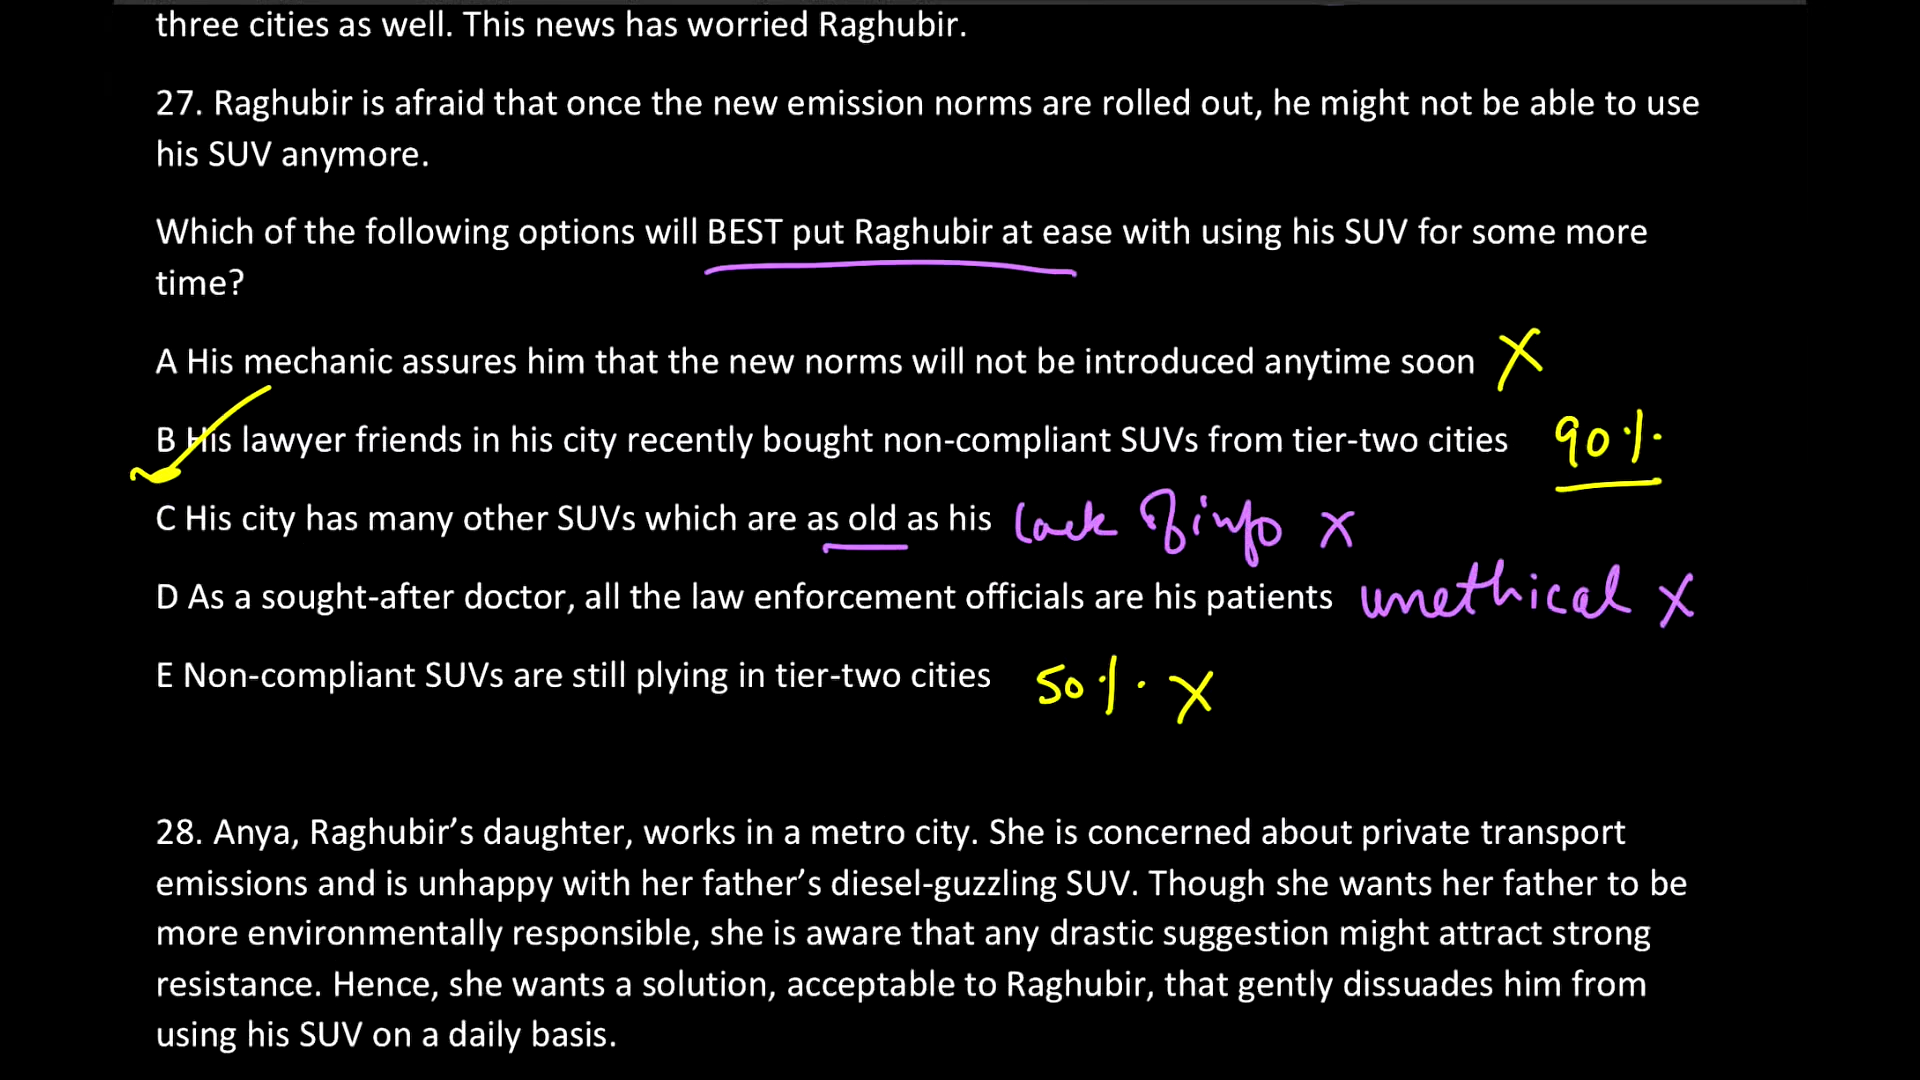 three cities as well. This news has worried Raghubir.
27. Raghubir is afraid that once the new emission norms are rolled out, he might not be able to use
his SUV anymore.
Which of the following options will BEST put Raghubir at ease with using his SUV for some more
time?
A His mechanic assures him that the new norms will not be introduced anytime soon X
B His lawyer friends in his city recently bought non-compliant SUVs from tier-two cities 90%
C His city has many other SUVs which are as old as his lack of info X
D As a sought-after doctor, all the law enforcement officials are his patients unethical X
E Non-compliant SUVs are still plying in tier-two cities 50% X
28. Anya, Raghubir’s daughter, works in a metro city. She is concerned about private transport
emissions and is unhappy with her father’s diesel-guzzling SUV. Though she wants her father to be
more environmentally responsible, she is aware that any drastic suggestion might attract strong
resistance. Hence, she wants a solution, acceptable to Raghubir, that gently dissuades him from
using his SUV on a daily basis.